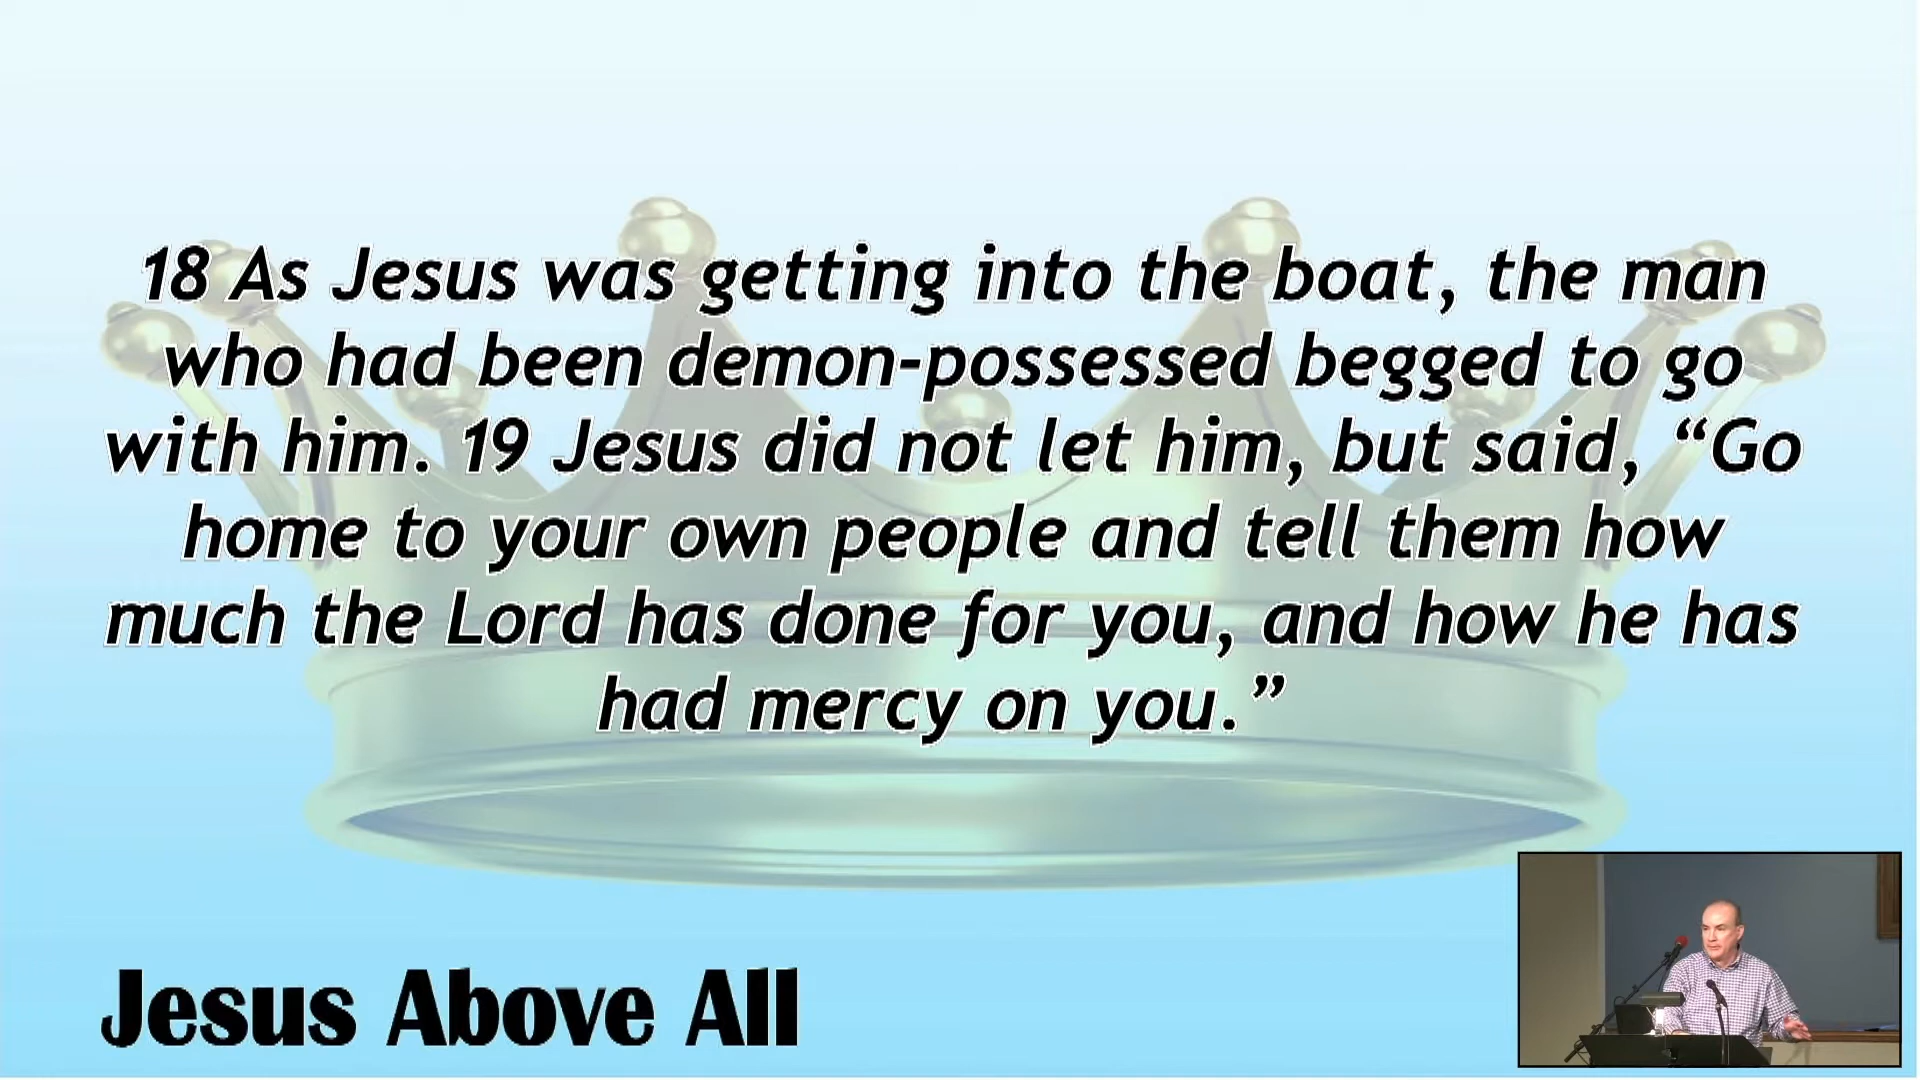 18 As Jesus was getting into the boat, the man
who had been demon-possessed begged to go
with him. 19 Jesus did not let him, but said, “Go
home to your own people and tell them how
much the Lord has done for you, and how he has
had mercy on you.”
Jesus Above All